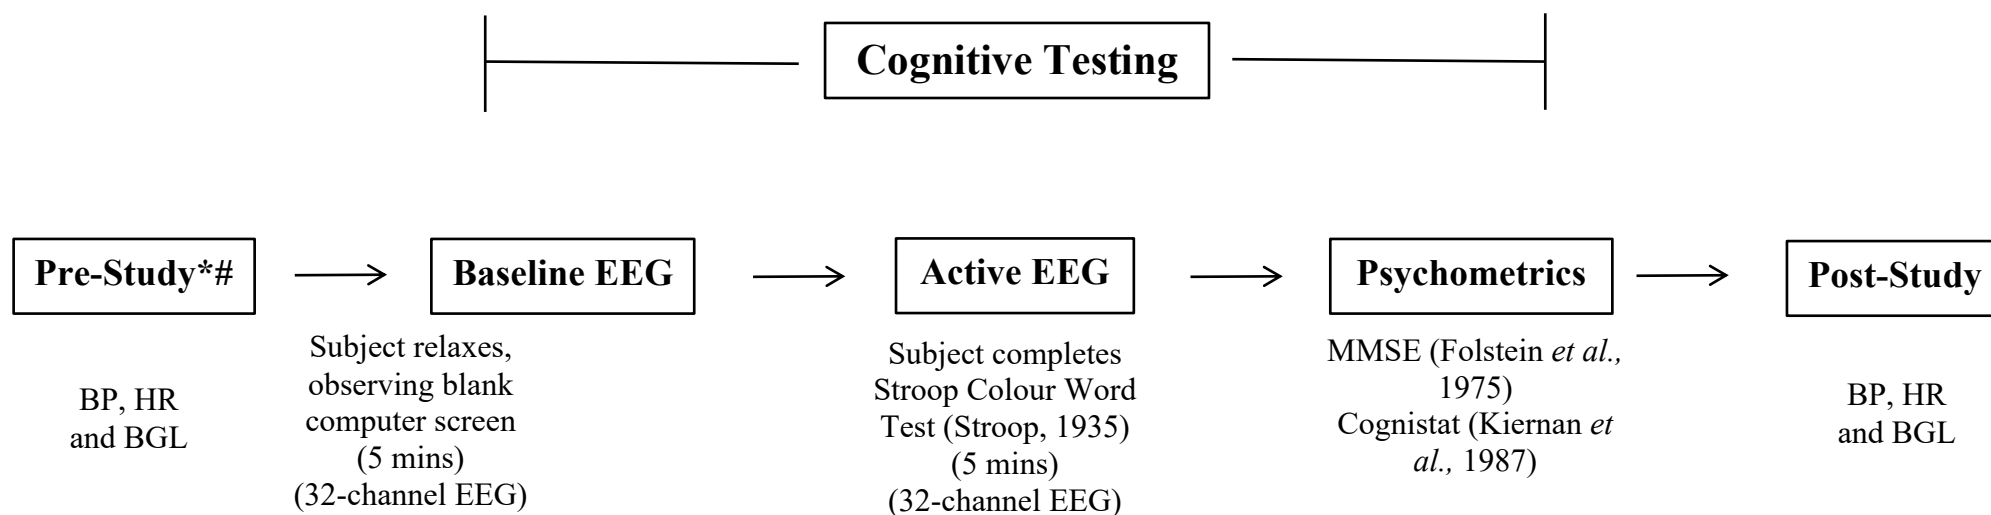 Cognitive Testing
Pre-Study*#
Baseline EEG
Active EEG
Psychometrics
Post-Study
BP, HR
and BGL
Subject relaxes,
observing blank
computer screen
(5 mins)
(32-channel EEG)
Subject completes
Stroop Colour Word
Test (Stroop, 1935)
(5 mins)
(32-channel EEG)
MMSE (Folstein et al.,
1975)
Cognistat (Kiernan et
al., 1987)
BP, HR
and BGL